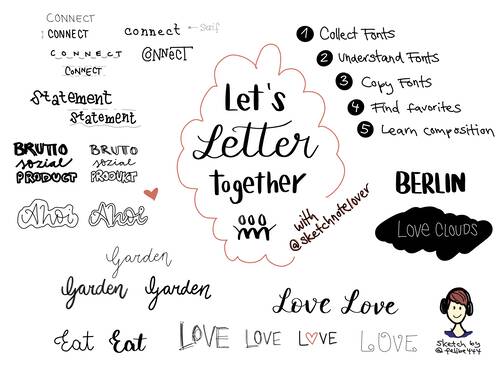 CONNECT
CONNECT
connect
serif
CONNECT
CONNECT
CONNECT
Statement
Statement
BRUTTO
sozial
PRODUCT
BRUTTO
sozial
PRODUKT
Ahoi
Ahoi
Garden
Garden
Garden
Eat
Eat
Let's
Letter
together
with
@sketchnotelover
1 Collect Fonts
2 Understand Fonts
3 Copy Fonts
4 Find favorites
5 Learn composition
BERLIN
LOVE CLOUDS
Love
Love
LOVE
LOVE
LOVE
LOVE
sketch by